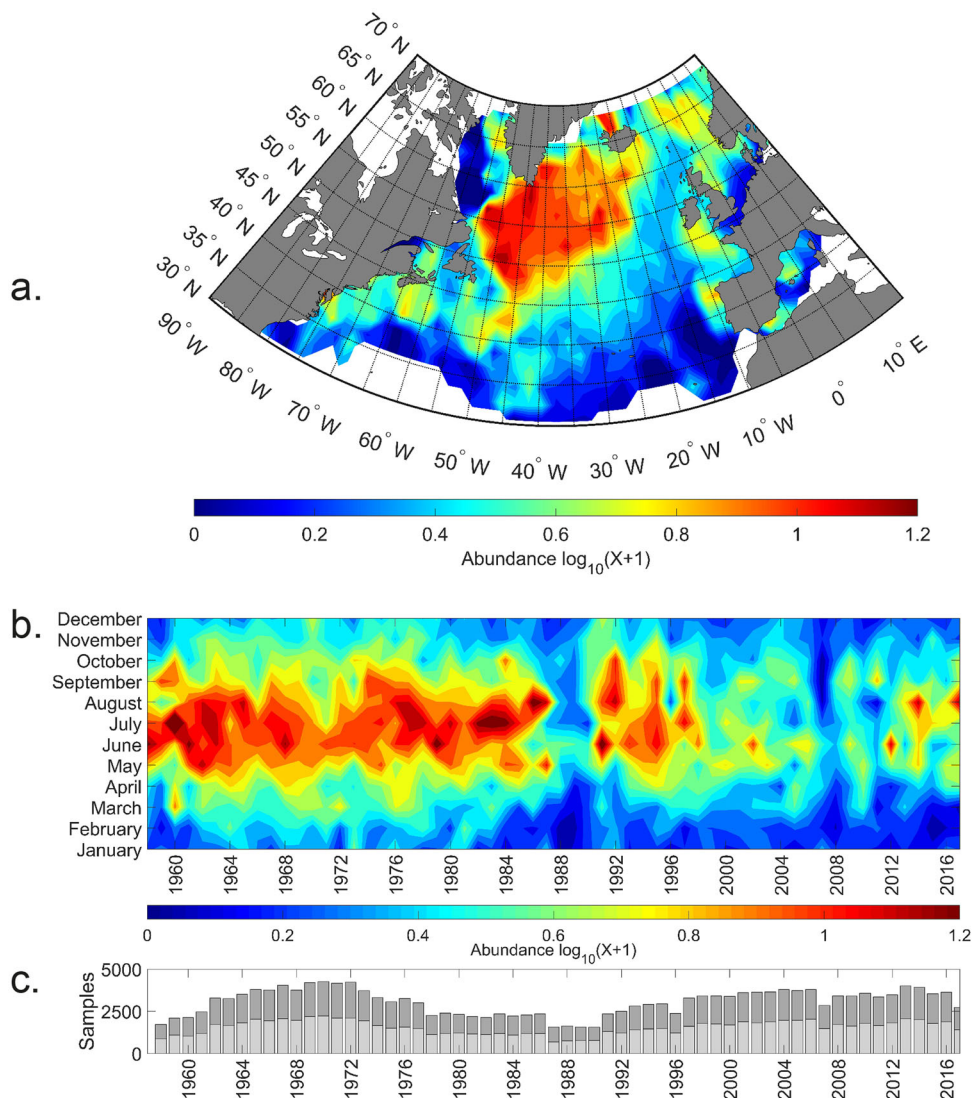 a.
70° N
65° N
60° N
55° N
50° N
45° N
40° N
35° N
30° N
90° W
80° W
70° W
60° W
50° W
40° W
30° W
20° W
10° W
0°
10° E
0 0.2 0.4 0.6 0.8 1 1.2
Abundance log10(X+1)
b.
December
November
October
September
August
July
June
May
April
March
February
January
1960 1964 1968 1972 1976 1980 1984 1988 1992 1996 2000 2004 2008 2012 2016
0 0.2 0.4 0.6 0.8 1 1.2
Abundance log10(X+1)
c.
Samples
5000
2500
0
1960 1964 1968 1972 1976 1980 1984 1988 1992 1996 2000 2004 2008 2012 2016